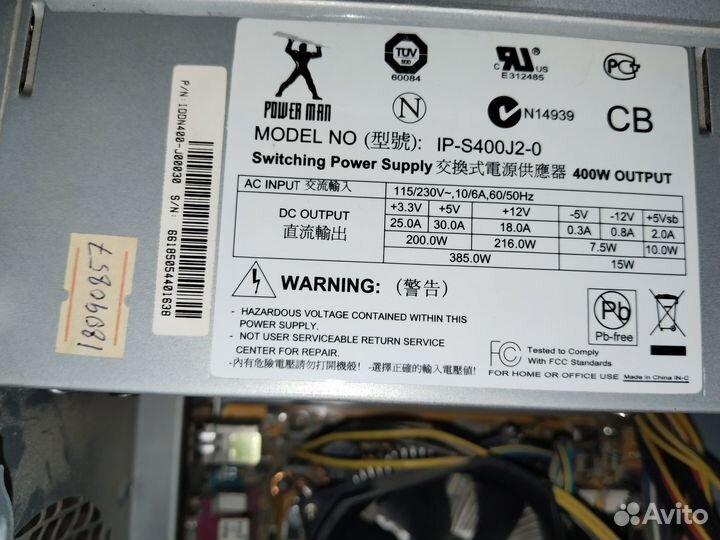 P/N: 1DDN400-J00030 S/N: 66185054401638
18090857
POWER MAN
TÜV
60084
C UL US
E312485
PC
N
N14939
CB
MODEL NO (型號): IP-S400J2-0
Switching Power Supply 交換式電源供應器 400W OUTPUT
AC INPUT 交流輸入 115/230V~,10/6A,60/50Hz
DC OUTPUT 直流輸出
+3.3V +5V +12V -5V -12V +5Vsb
25.0A 30.0A 18.0A 0.3A 0.8A 2.0A
200.0W 216.0W 7.5W 10.0W
385.0W 15W
WARNING: (警告)
- HAZARDOUS VOLTAGE CONTAINED WITHIN THIS
POWER SUPPLY.
- NOT USER SERVICEABLE RETURN SERVICE
CENTER FOR REPAIR.
-內有危險電壓請勿打開機殼! -選擇正確的輸入電壓值!
Pb
Pb-free
FC Tested to Comply
With FCC Standards
FOR HOME OR OFFICE USE Made in China IN-C
Avito